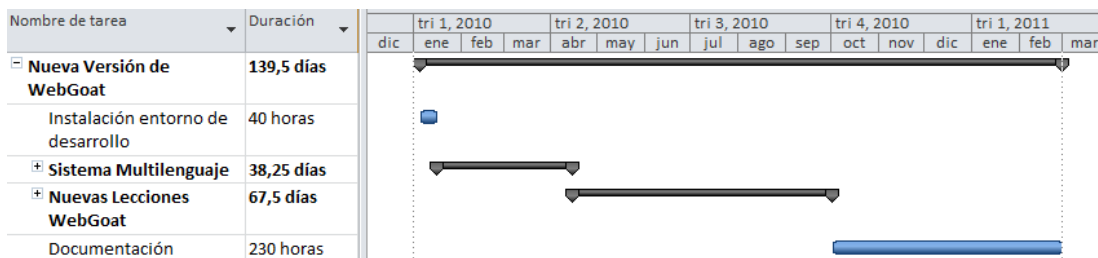 Nombre de tarea Duración tri 1, 2010 tri 2, 2010 tri 3, 2010 tri 4, 2010 tri 1, 2011
dic ene feb mar abr may jun jul ago sep oct nov dic ene feb mar
Nueva Versión de 139,5 días
WebGoat
Instalación entorno de 40 horas
desarrollo
Sistema Multilenguaje 38,25 días
Nuevas Lecciones 67,5 días
WebGoat
Documentación 230 horas